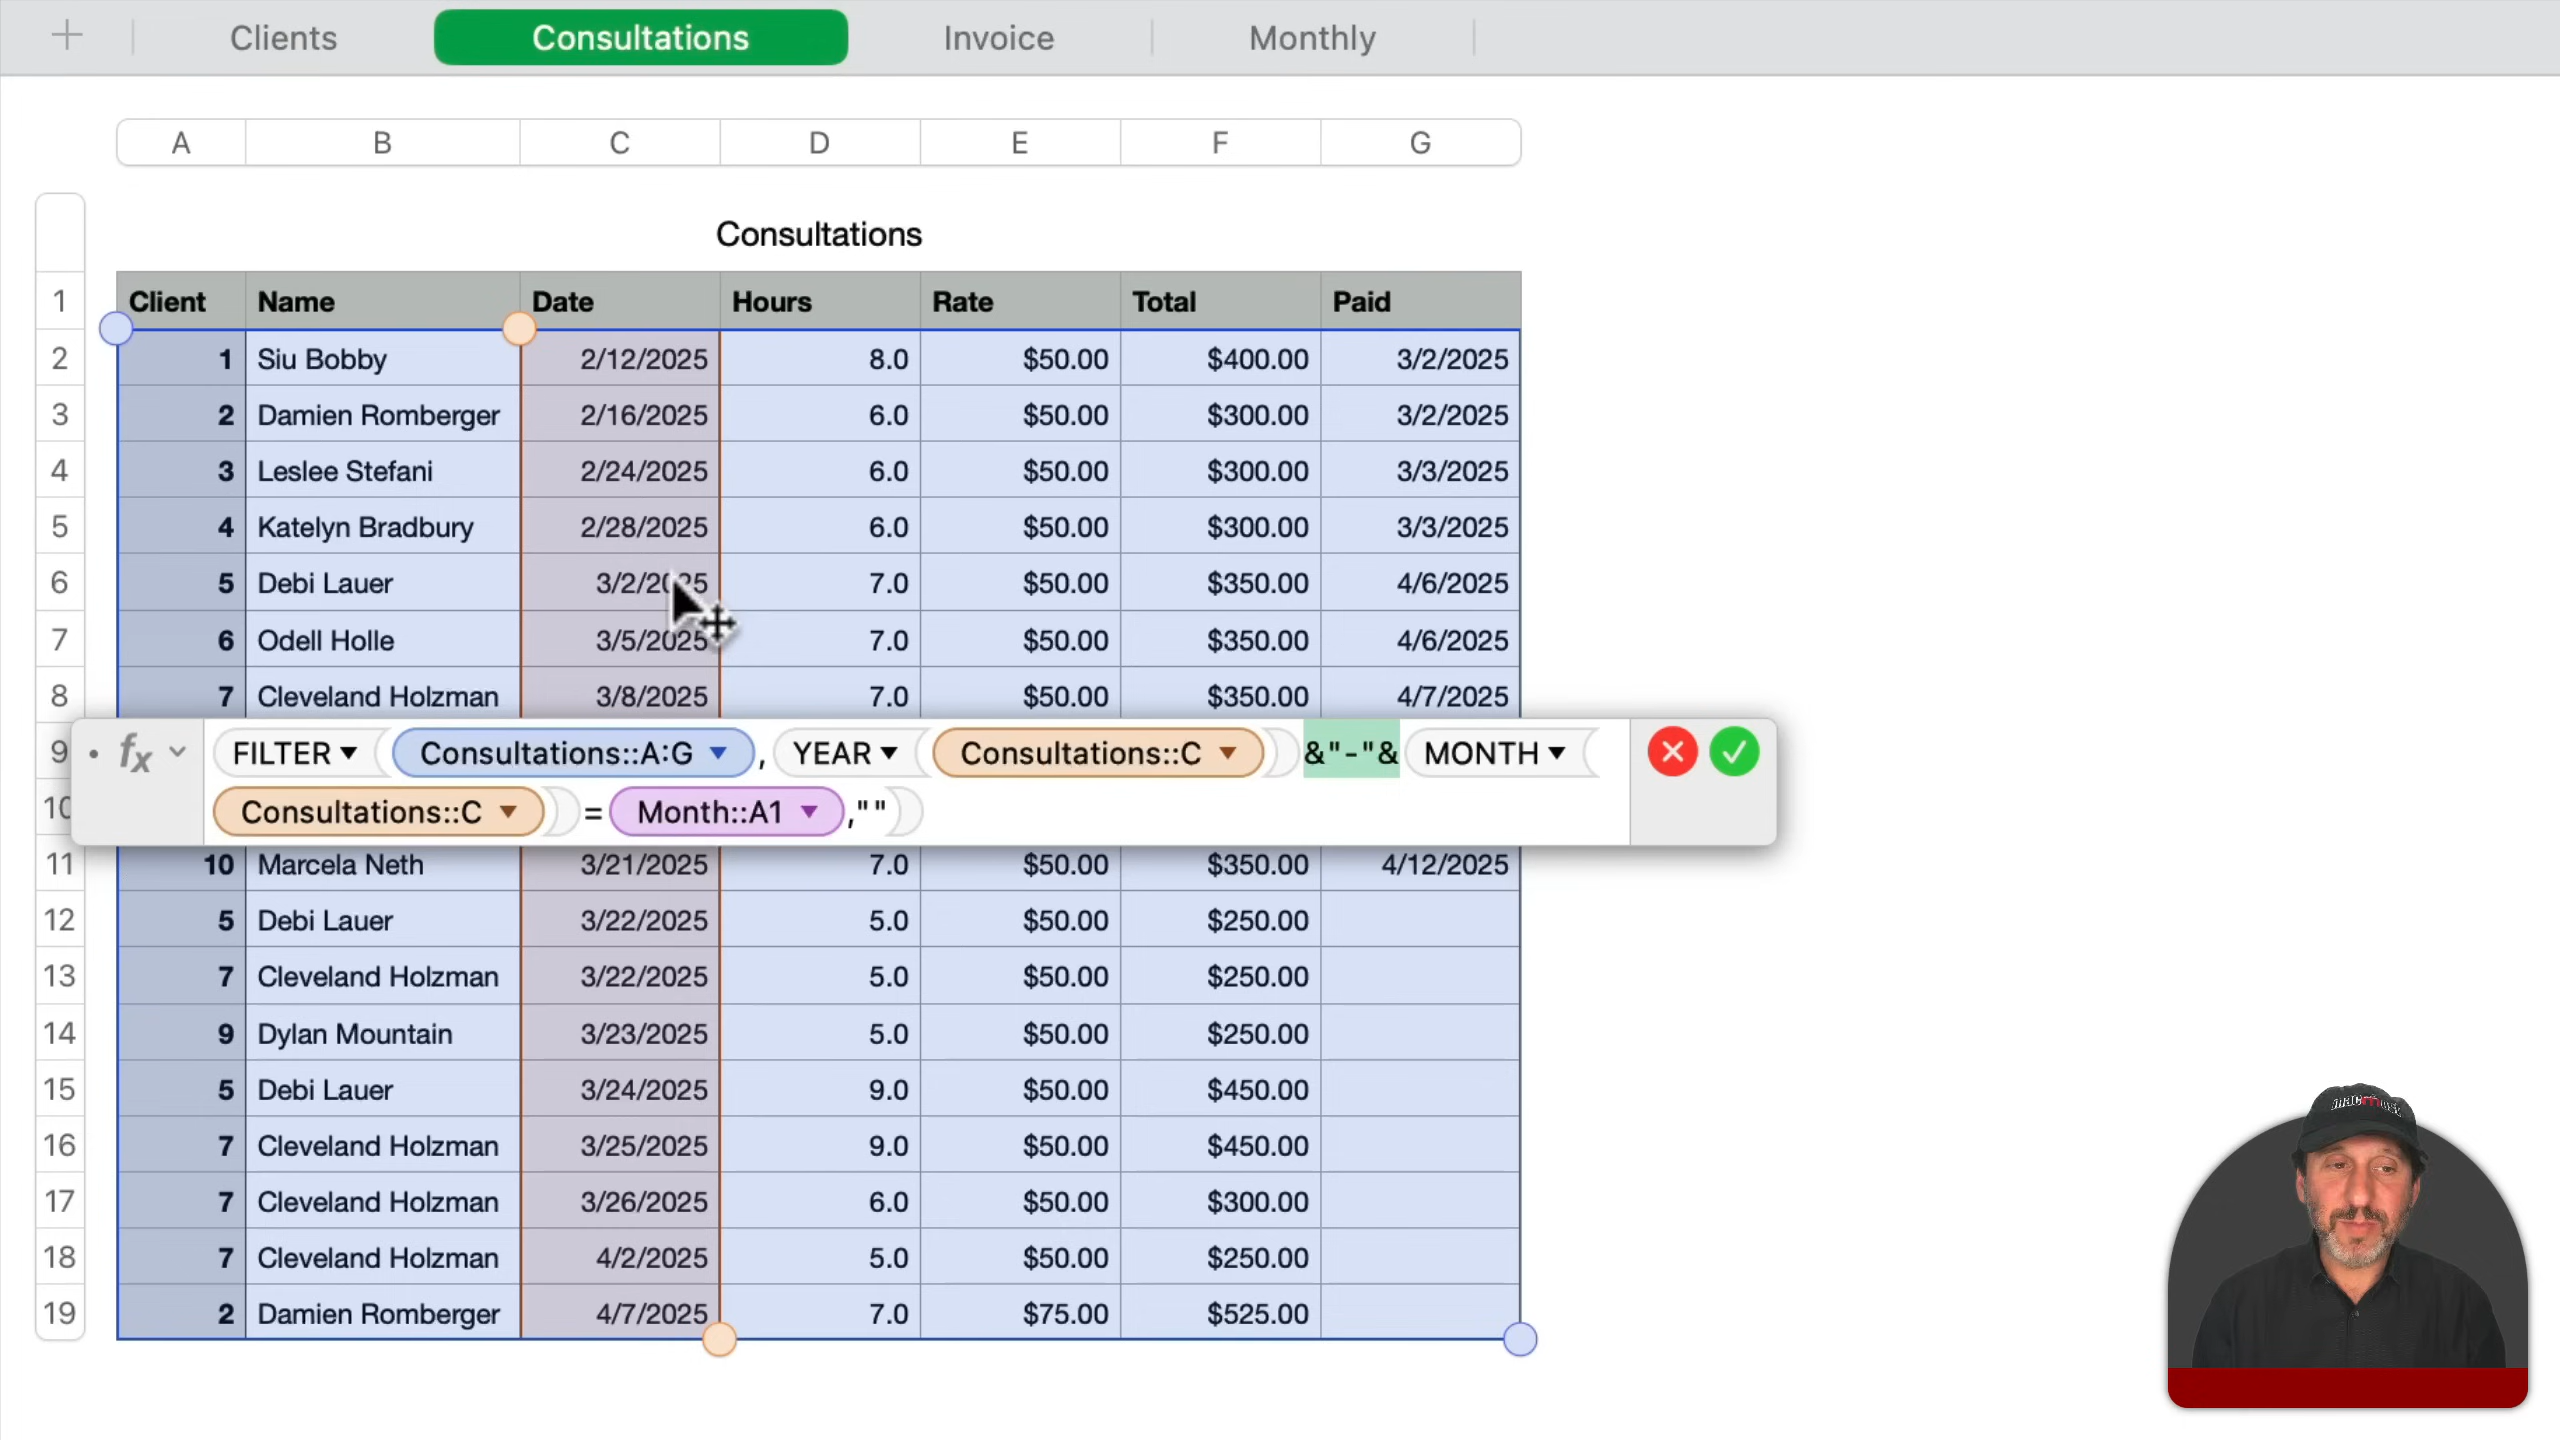 Clients Consultations Invoice Monthly
A B C D E F G
Consultations
1 Client Name Date Hours Rate Total Paid
2 1 Siu Bobby 2/12/2025 8.0 $50.00 $400.00 3/2/2025
3 2 Damien Romberger 2/16/2025 6.0 $50.00 $300.00 3/2/2025
4 3 Leslee Stefani 2/24/2025 6.0 $50.00 $300.00 3/3/2025
5 4 Katelyn Bradbury 2/28/2025 6.0 $50.00 $300.00 3/3/2025
6 5 Debi Lauer 3/2/2025 7.0 $50.00 $350.00 4/6/2025
7 6 Odell Holle 3/5/2025 7.0 $50.00 $350.00 4/6/2025
8 7 Cleveland Holzman 3/8/2025 7.0 $50.00 $350.00 4/7/2025
9 fx FILTER Consultations::A:G , YEAR Consultations::C &"-"& MONTH
10 Consultations::C = Month::A1 ,""
11 10 Marcela Neth 3/21/2025 7.0 $50.00 $350.00 4/12/2025
12 5 Debi Lauer 3/22/2025 5.0 $50.00 $250.00
13 7 Cleveland Holzman 3/22/2025 5.0 $50.00 $250.00
14 9 Dylan Mountain 3/23/2025 5.0 $50.00 $250.00
15 5 Debi Lauer 3/24/2025 9.0 $50.00 $450.00
16 7 Cleveland Holzman 3/25/2025 9.0 $50.00 $450.00
17 7 Cleveland Holzman 3/26/2025 6.0 $50.00 $300.00
18 7 Cleveland Holzman 4/2/2025 5.0 $50.00 $250.00
19 2 Damien Romberger 4/7/2025 7.0 $75.00 $525.00